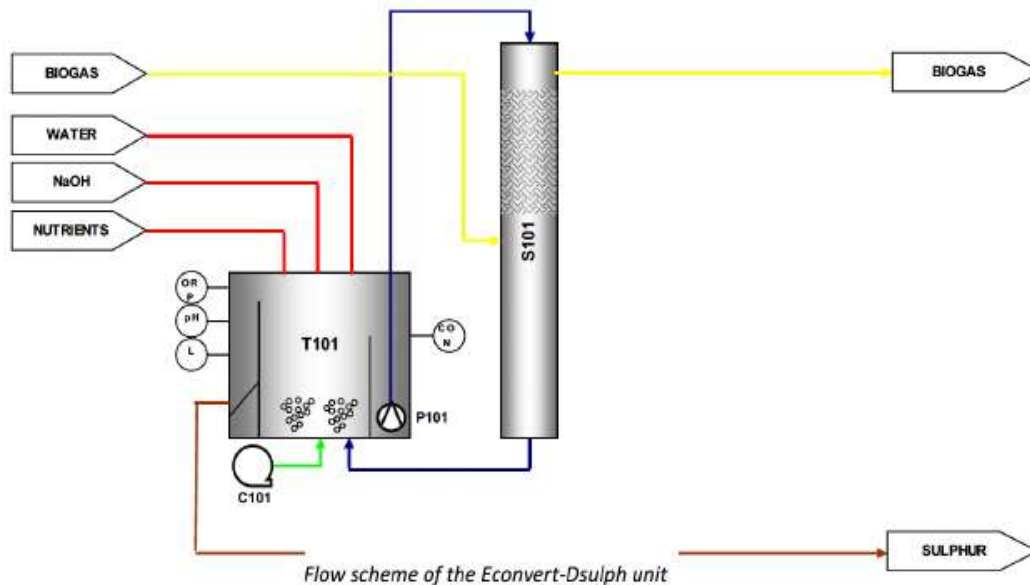 BIOGAS
BIOGAS
WATER
NaOH
NUTRIENTS
S101
OR
P
pH
L
T101
CO
N
P101
C101
SULPHUR
Flow scheme of the Econvert-Dsulph unit